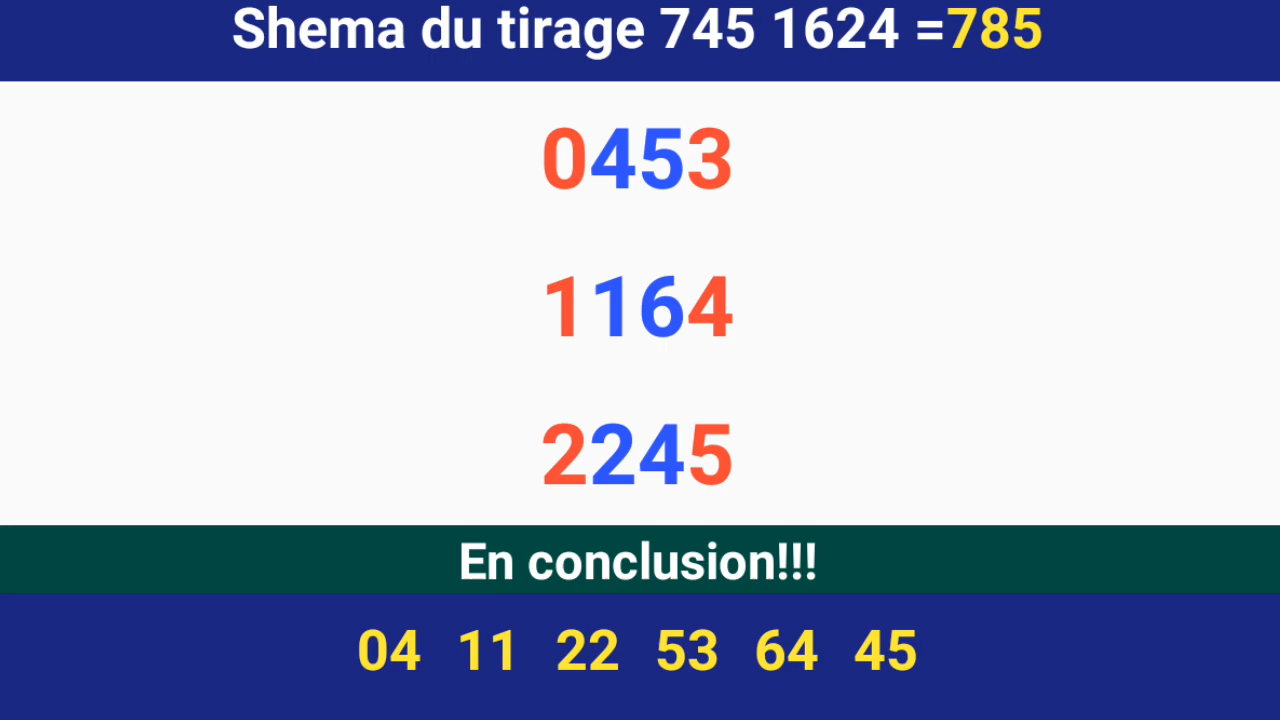 Shema du tirage 745 1624 =785
0453
1164
2245
En conclusion!!!
04 11 22 53 64 45